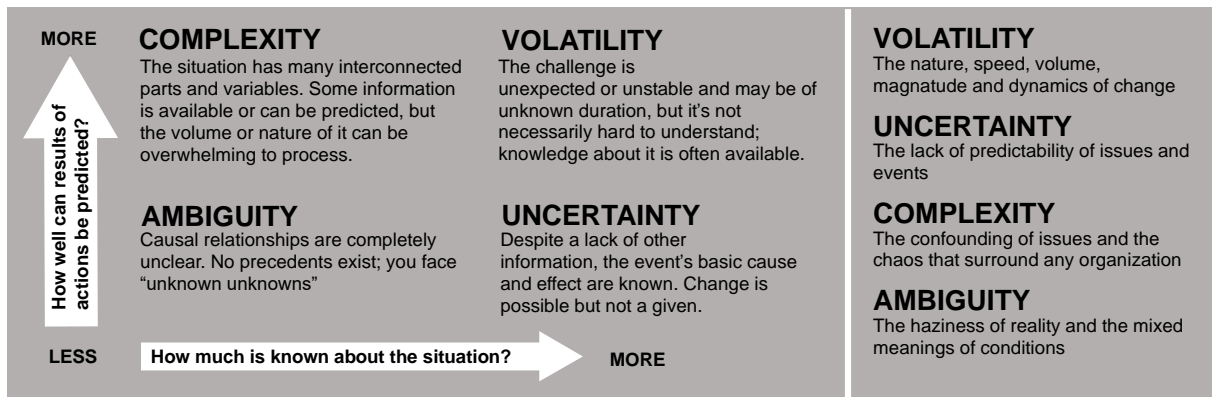 MORE
How well can results of
actions be predicted?
LESS
COMPLEXITY
The situation has many interconnected
parts and variables. Some information
is available or can be predicted, but
the volume or nature of it can be
overwhelming to process.
VOLATILITY
The challenge is
unexpected or unstable and may be of
unknown duration, but it's not
necessarily hard to understand;
knowledge about it is often available.
AMBIGUITY
Causal relationships are completely
unclear. No precedents exist; you face
“unknown unknowns”
UNCERTAINTY
Despite a lack of other
information, the event's basic cause
and effect are known. Change is
possible but not a given.
How much is known about the situation?
MORE
VOLATILITY
The nature, speed, volume,
magnatude and dynamics of change
UNCERTAINTY
The lack of predictability of issues and
events
COMPLEXITY
The confounding of issues and the
chaos that surround any organization
AMBIGUITY
The haziness of reality and the mixed
meanings of conditions